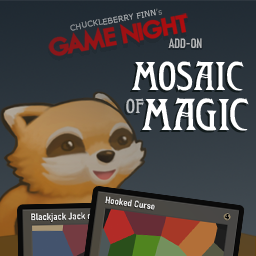 CHUCKLEBERRY FINN's
GAME NIGHT
ADD-ON
MOSAIC
OF MAGIC
Hooked Curse
Blackjack Jack